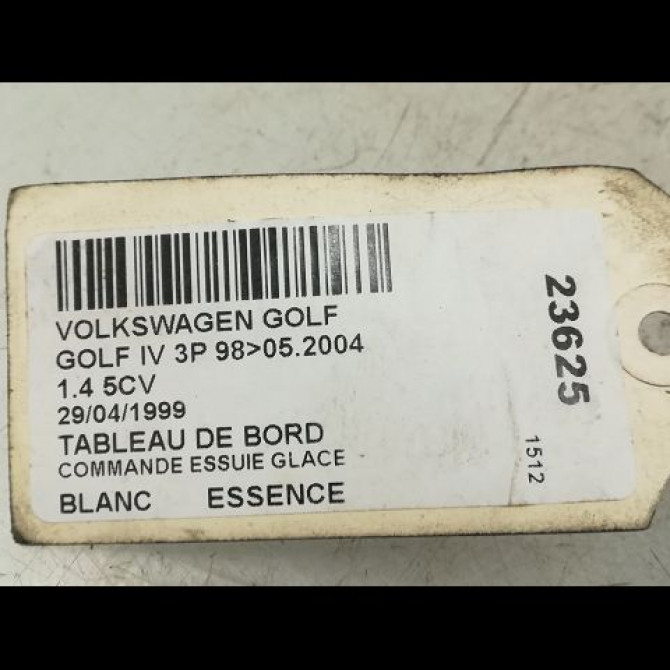 VOLKSWAGEN GOLF
GOLF IV 3P 98>05.2004
1.4 5CV
29/04/1999
TABLEAU DE BORD
COMMANDE ESSUIE GLACE
BLANC ESSENCE
23625
1512